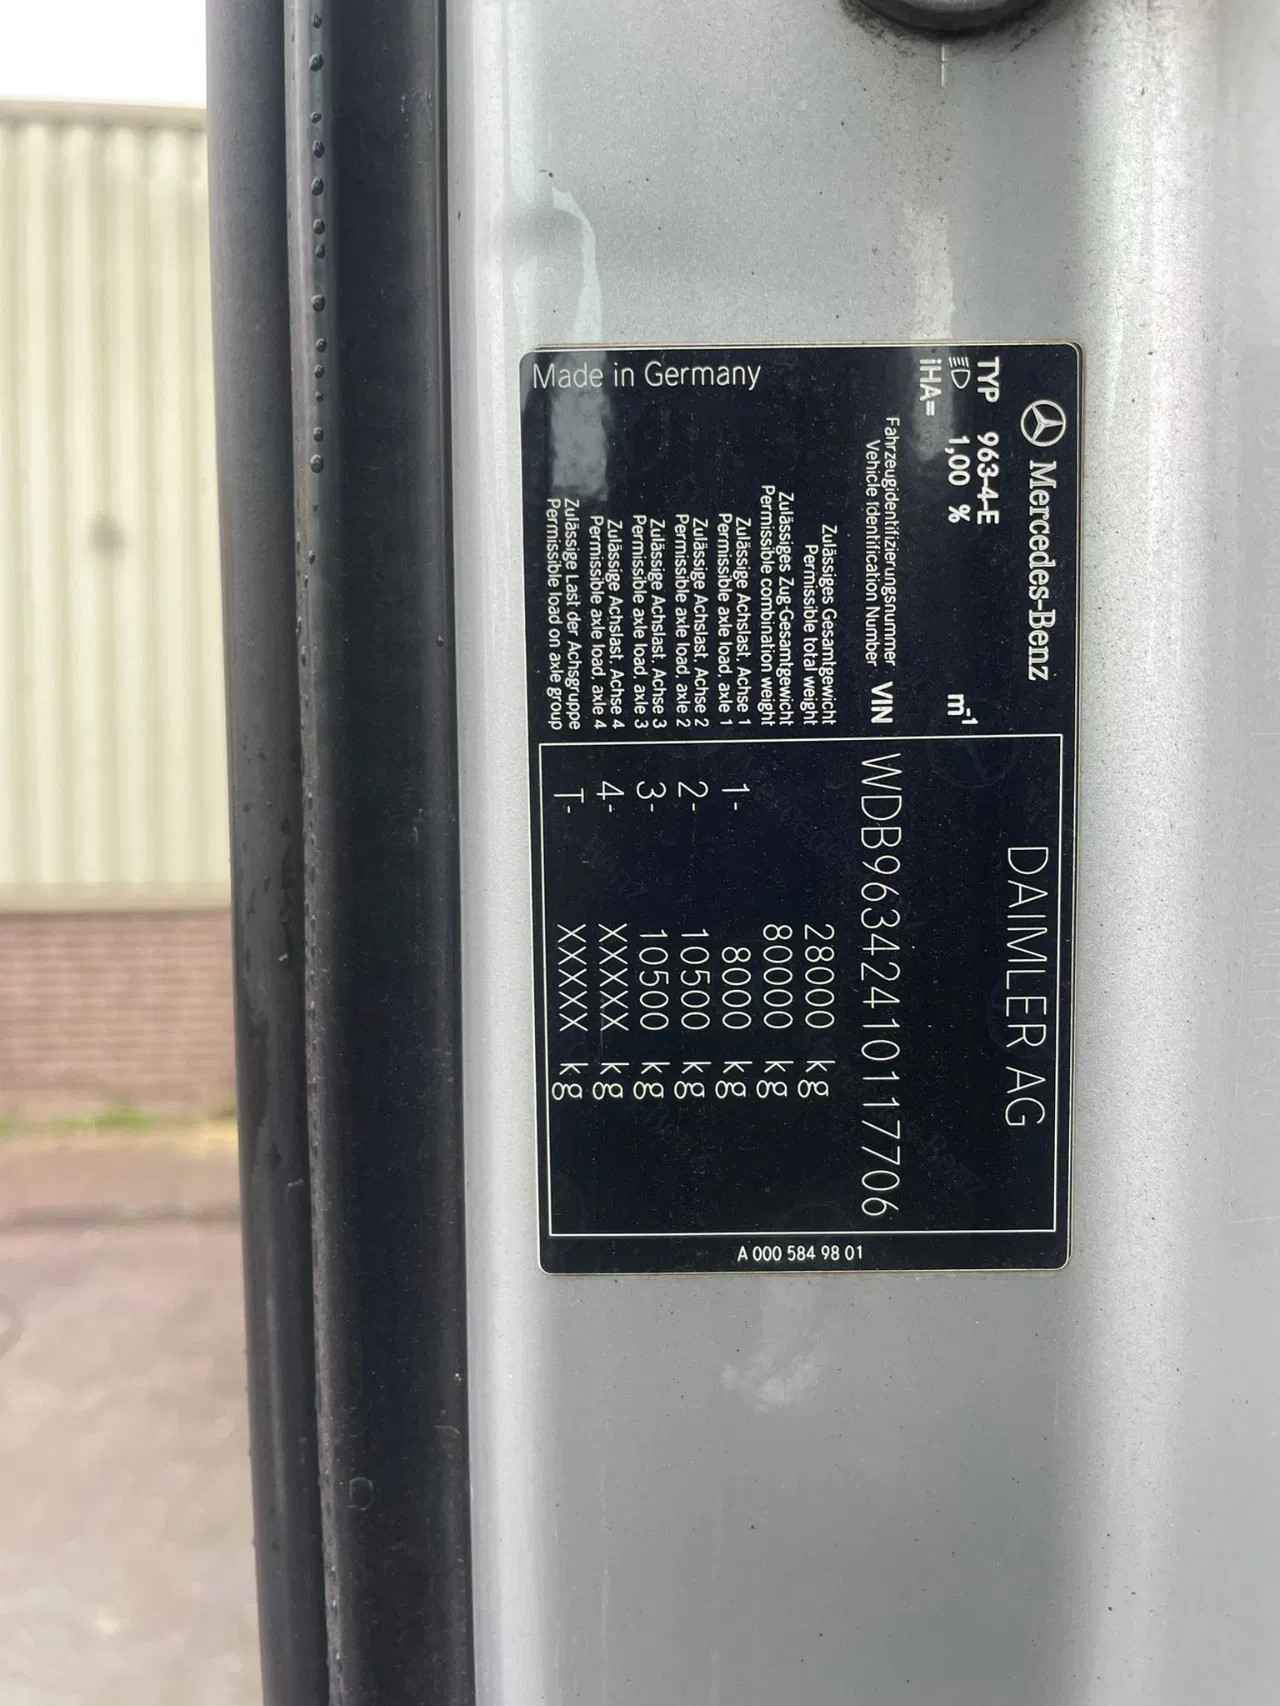 Mercedes-Benz
DAIMLER AG
TYP 963-4-E
1,00 %
iHA= m⁻¹
Fahrzeugidentifizierungsnummer
Vehicle Identification Number VIN WDB96342410117706
Zulässiges Gesamtgewicht
Permissible total weight 28000 kg
Zulässiges Zug-Gesamtgewicht
Permissible combination weight 80000 kg
Zulässige Achslast, Achse 1
Permissible axle load, axle 1 1- 8000 kg
Zulässige Achslast, Achse 2
Permissible axle load, axle 2 2- 10500 kg
Zulässige Achslast, Achse 3
Permissible axle load, axle 3 3- 10500 kg
Zulässige Achslast, Achse 4
Permissible axle load, axle 4 4- XXXXX kg
Zulässige Last der Achsgruppe
Permissible load on axle group T- XXXXX kg
Made in Germany
A 000 584 98 01